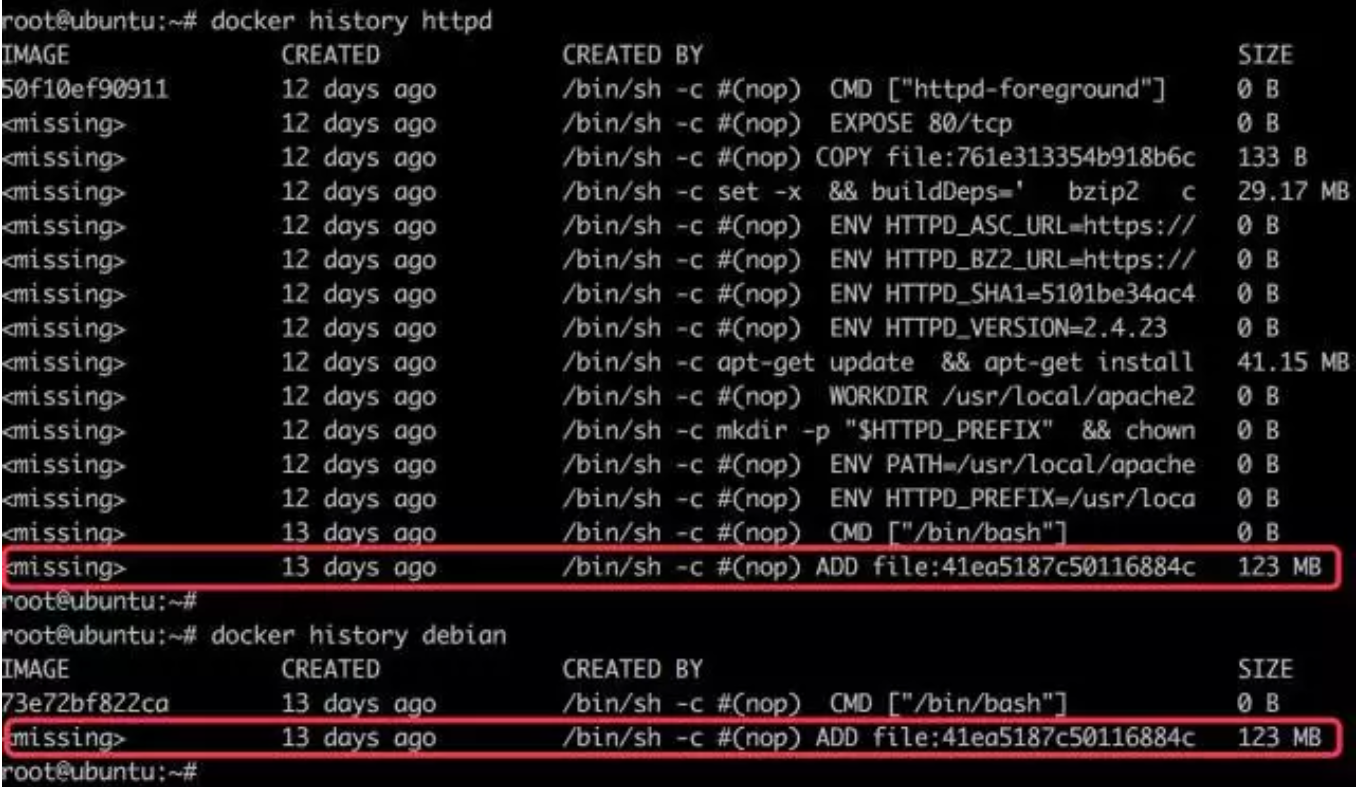 root@ubuntu:~# docker history httpd
IMAGE CREATED CREATED BY SIZE
50f10ef90911 12 days ago /bin/sh -c #(nop) CMD ["httpd-foreground"] 0 B
<missing> 12 days ago /bin/sh -c #(nop) EXPOSE 80/tcp 0 B
<missing> 12 days ago /bin/sh -c #(nop) COPY file:761e313354b918b6c 133 B
<missing> 12 days ago /bin/sh -c set -x && buildDeps=' bzip2 c 29.17 MB
<missing> 12 days ago /bin/sh -c #(nop) ENV HTTPD_ASC_URL=https:// 0 B
<missing> 12 days ago /bin/sh -c #(nop) ENV HTTPD_BZ2_URL=https:// 0 B
<missing> 12 days ago /bin/sh -c #(nop) ENV HTTPD_SHA1=5101be34ac4 0 B
<missing> 12 days ago /bin/sh -c #(nop) ENV HTTPD_VERSION=2.4.23 0 B
<missing> 12 days ago /bin/sh -c apt-get update && apt-get install 41.15 MB
<missing> 12 days ago /bin/sh -c #(nop) WORKDIR /usr/local/apache2 0 B
<missing> 12 days ago /bin/sh -c mkdir -p "$HTTPD_PREFIX" && chown 0 B
<missing> 12 days ago /bin/sh -c #(nop) ENV PATH=/usr/local/apache 0 B
<missing> 12 days ago /bin/sh -c #(nop) ENV HTTPD_PREFIX=/usr/loca 0 B
<missing> 13 days ago /bin/sh -c #(nop) CMD ["/bin/bash"] 0 B
<missing> 13 days ago /bin/sh -c #(nop) ADD file:41ea5187c50116884c 123 MB
root@ubuntu:~#
root@ubuntu:~# docker history debian
IMAGE CREATED CREATED BY SIZE
73e72bf822ca 13 days ago /bin/sh -c #(nop) CMD ["/bin/bash"] 0 B
<missing> 13 days ago /bin/sh -c #(nop) ADD file:41ea5187c50116884c 123 MB
root@ubuntu:~#